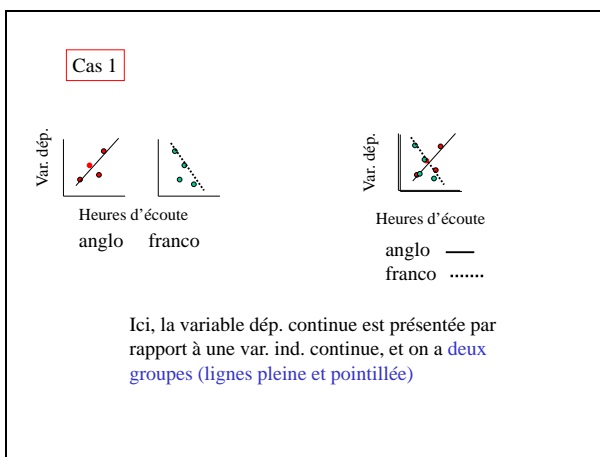 Cas 1
Var. dép.
Heures d’écoute
anglo franco
Var. dép.
Heures d’écoute
anglo
franco
Ici, la variable dép. continue est présentée par
rapport à une var. ind. continue, et on a deux
groupes (lignes pleine et pointillée)